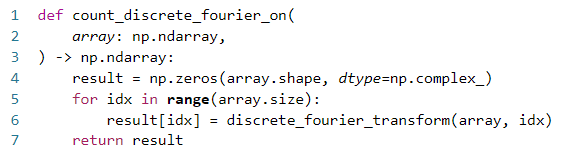 1 def count_discrete_fourier_on(
2     array: np.ndarray,
3 ) -> np.ndarray:
4     result = np.zeros(array.shape, dtype=np.complex_)
5     for idx in range(array.size):
6         result[idx] = discrete_fourier_transform(array, idx)
7     return result